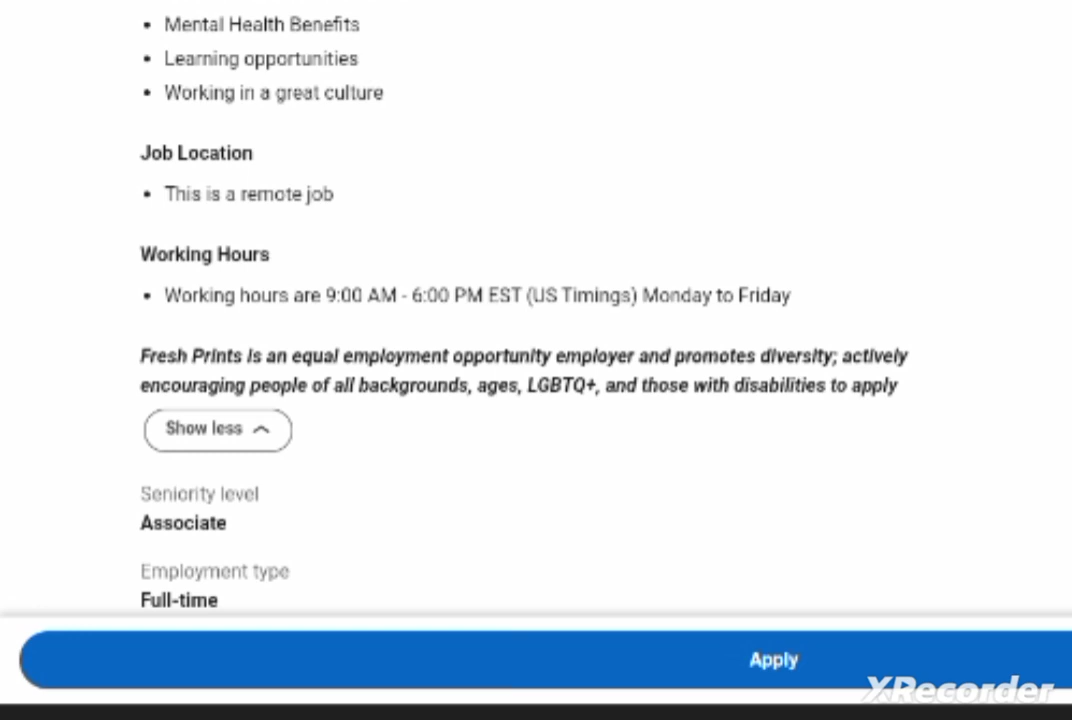 • Mental Health Benefits
• Learning opportunities
• Working in a great culture
Job Location
• This is a remote job
Working Hours
• Working hours are 9:00 AM - 6:00 PM EST (US Timings) Monday to Friday
Fresh Prints is an equal employment opportunity employer and promotes diversity; actively
encouraging people of all backgrounds, ages, LGBTQ+, and those with disabilities to apply
Show less
Seniority level
Associate
Employment type
Full-time
Apply
XRecorder